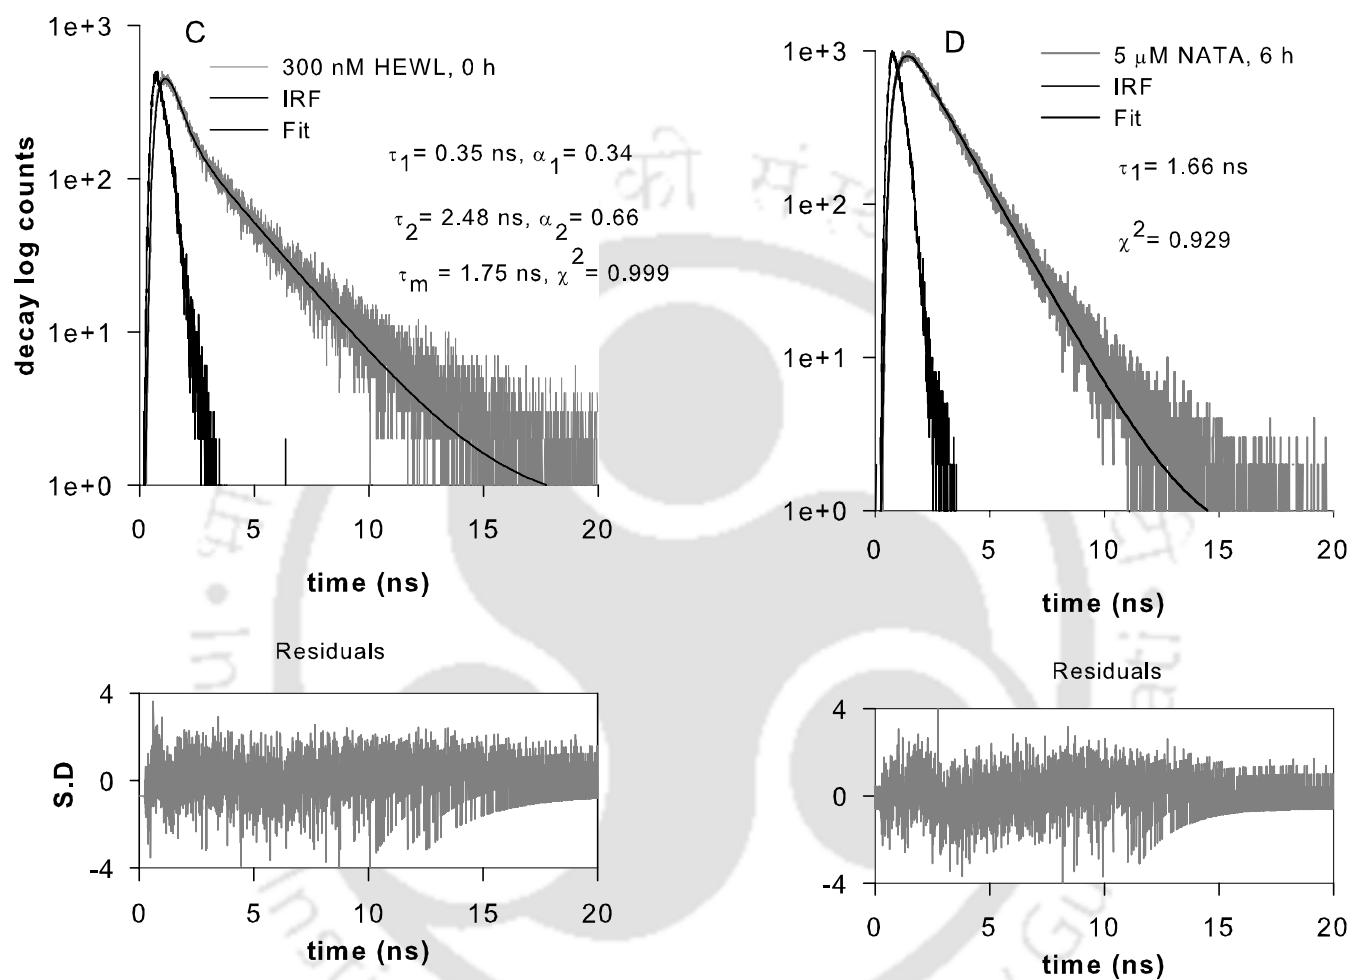 C
300 nM HEWL, 0 h
IRF
Fit
τ1= 0.35 ns, α1= 0.34
τ2= 2.48 ns, α2= 0.66
τm = 1.75 ns, χ2= 0.999
decay log counts
1e+3
1e+2
1e+1
1e+0
0 5 10 15 20
time (ns)
Residuals
S.D
4
0
-4
0 5 10 15 20
time (ns)
D
5 μM NATA, 6 h
IRF
Fit
τ1= 1.66 ns
χ2= 0.929
1e+3
1e+2
1e+1
1e+0
0 5 10 15 20
time (ns)
Residuals
4
0
-4
0 5 10 15 20
time (ns)